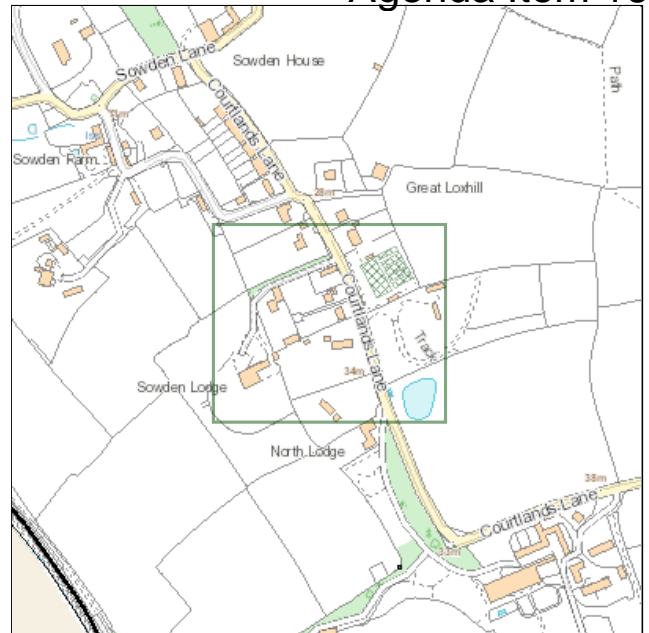 Agenda Item 10
Sowden Lane
Sowden House
Path
Courtlands Lane
Sowden Farm
28m
Great Loxhill
Courtlands Lane
Track
34m
Sowden Lodge
North Lodge
38m
Courtlands Lane
33m